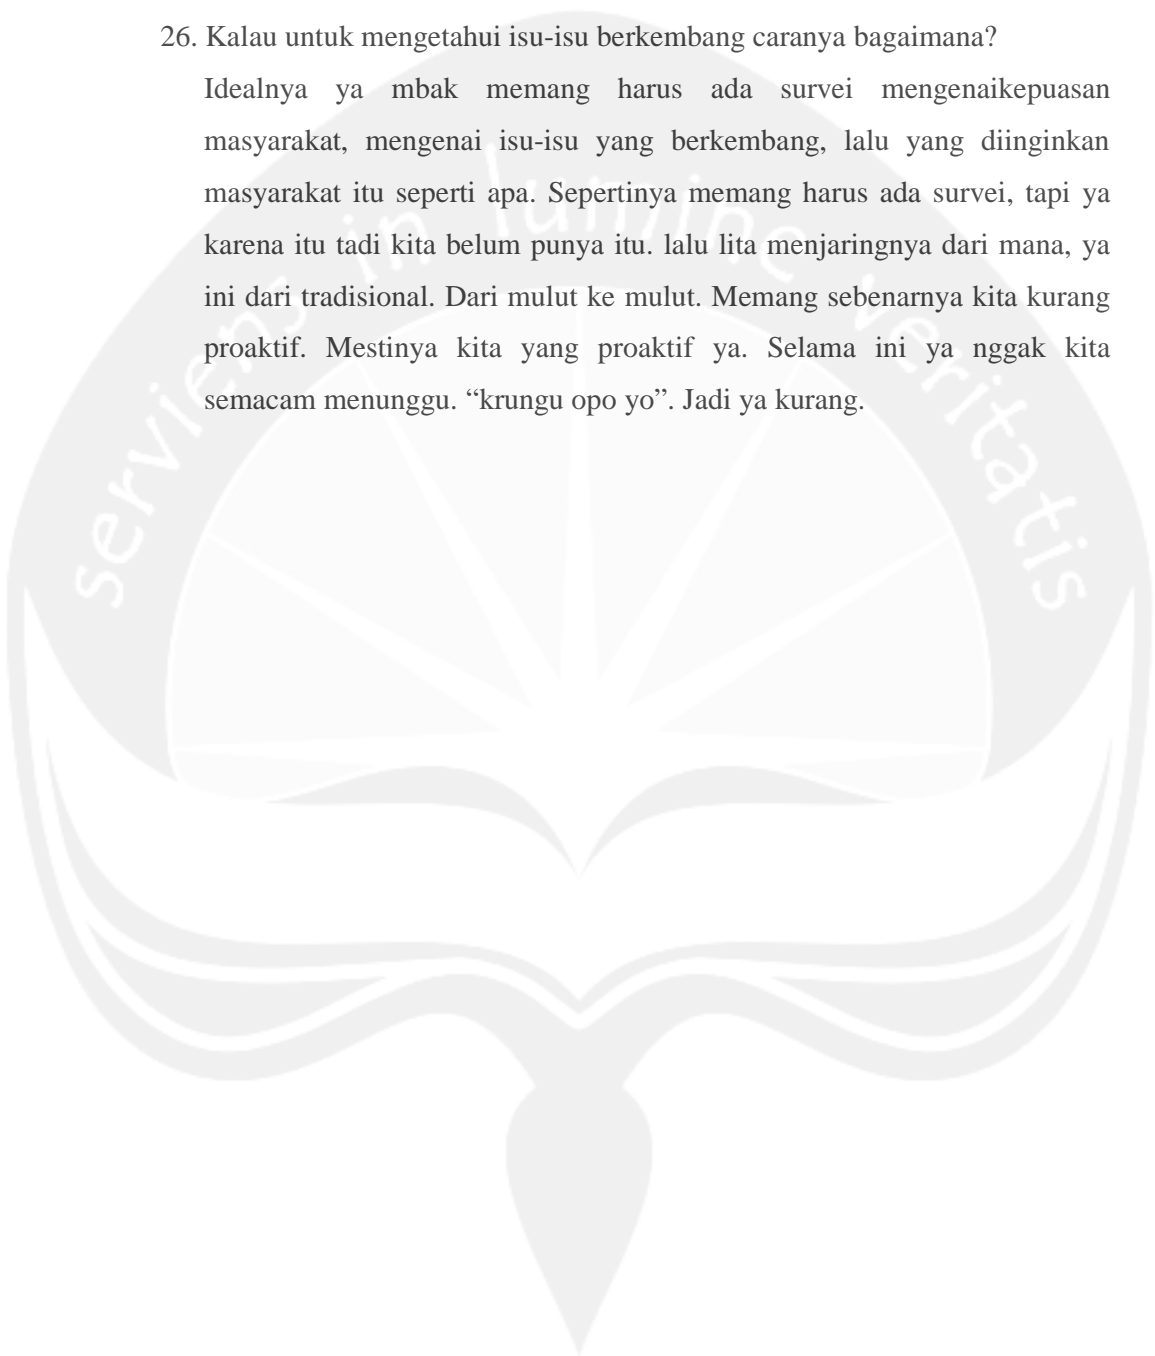 26. Kalau untuk mengetahui isu-isu berkembang caranya bagaimana?
Idealnya ya mbak memang harus ada survei mengenaikepuasan
masyarakat, mengenai isu-isu yang berkembang, lalu yang diinginkan
masyarakat itu seperti apa. Sepertinya memang harus ada survei, tapi ya
karena itu tadi kita belum punya itu. lalu lita menjaringnya dari mana, ya
ini dari tradisional. Dari mulut ke mulut. Memang sebenarnya kita kurang
proaktif. Mestinya kita yang proaktif ya. Selama ini ya nggak kita
semacam menunggu. “krungu opo yo”. Jadi ya kurang.
serviens in lumine veritatis